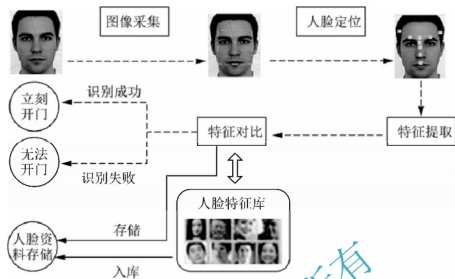 图像采集
人脸定位
识别成功
立刻
开门
特征对比
特征提取
无法
开门
识别失败
人脸特征库
人脸资
料存储
存储
入库
所有